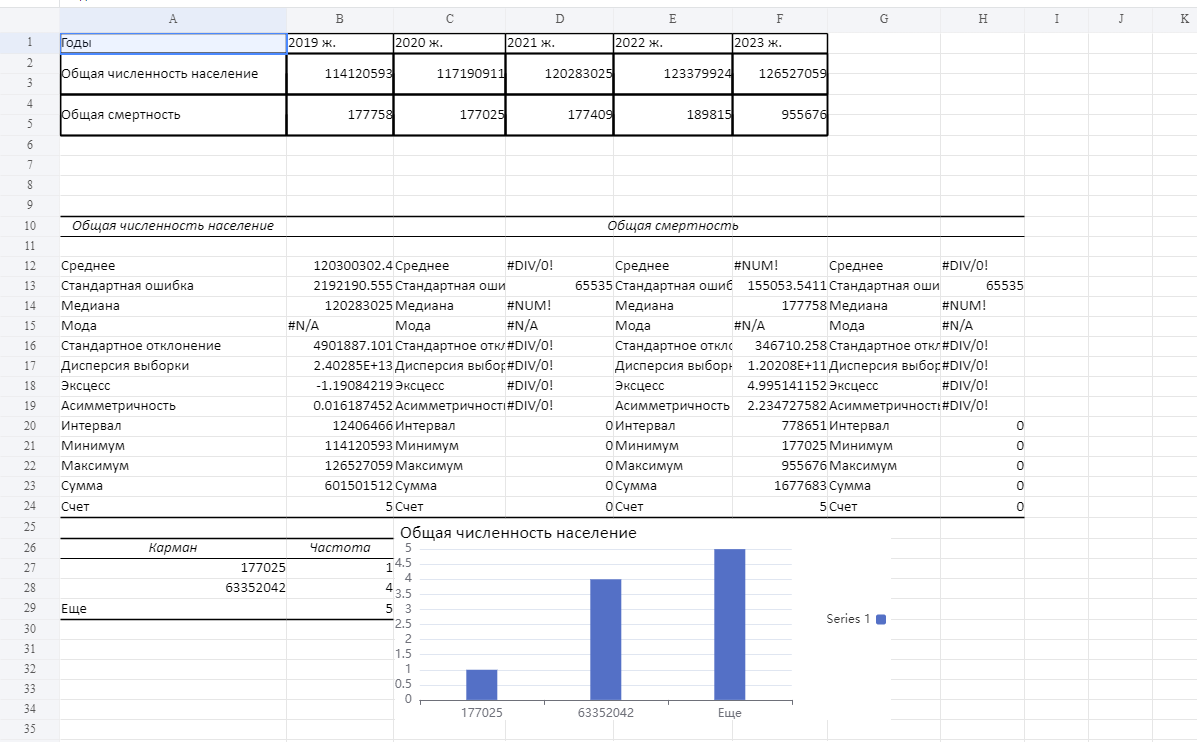 A B C D E F G H I J K
1 Годы 2019 ж. 2020 ж. 2021 ж. 2022 ж. 2023 ж.
2
Общая численность население 114120593 117190911 120283025 123379924 126527059
3
4
Общая смертность 177758 177025 177409 189815 955676
5
6
7
8
9
10 Общая численность население Общая смертность
11
12 Среднее 120300302.4 Среднее #DIV/0! Среднее #NUM! Среднее #DIV/0!
13 Стандартная ошибка 2192190.555 Стандартная оши 65535 Стандартная ошиб 155053.5411 Стандартная оши 65535
14 Медиана 120283025 Медиана #NUM! Медиана 177758 Медиана #NUM!
15 Мода #N/A Мода #N/A Мода #N/A Мода #N/A
16 Стандартное отклонение 4901887.101 Стандартное откл #DIV/0! Стандартное откло 346710.258 Стандартное откл #DIV/0!
17 Дисперсия выборки 2.40285E+13 Дисперсия выбор #DIV/0! Дисперсия выборк 1.20208E+11 Дисперсия выбор #DIV/0!
18 Эксцесс -1.19084219 Эксцесс #DIV/0! Эксцесс 4.995141152 Эксцесс #DIV/0!
19 Асимметричность 0.016187452 Асимметричност #DIV/0! Асимметричность 2.234727582 Асимметричност #DIV/0!
20 Интервал 12406466 Интервал 0 Интервал 778651 Интервал 0
21 Минимум 114120593 Минимум 0 Минимум 177025 Минимум 0
22 Максимум 126527059 Максимум 0 Максимум 955676 Максимум 0
23 Сумма 601501512 Сумма 0 Сумма 1677683 Сумма 0
24 Счет 5 Счет 0 Счет 5 Счет 0
25
26 Карман Частота
27 177025 1
28 63352042 4
29 Еще 5
30
31
32
33
34
35
Общая численность население
5
4.5
4
3.5
3
2.5
2
1.5
1
0.5
0
177025 63352042 Еще
Series 1